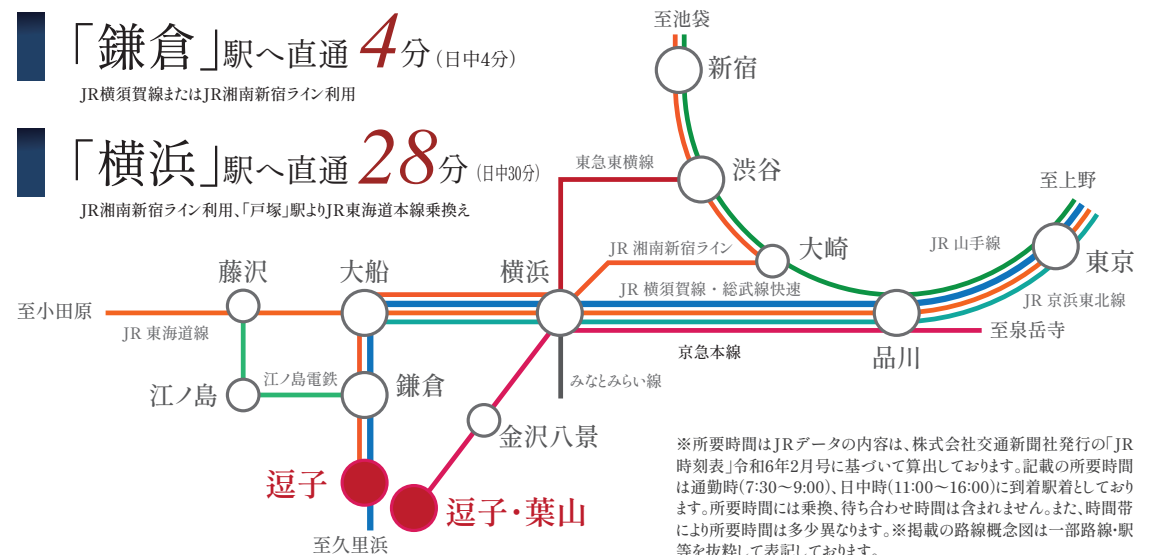 「鎌倉」駅へ直通4分(日中4分)
JR横須賀線またはJR湘南新宿ライン利用
「横浜」駅へ直通28分(日中30分)
JR湘南新宿ライン利用、「戸塚」駅よりJR東海道本線乗換え
至池袋
新宿
東急東横線
渋谷
至上野
JR 湘南新宿ライン
大崎
JR 山手線
東京
藤沢
大船
横浜
JR 横須賀線・総武線快速
JR 京浜東北線
至小田原
JR 東海道線
至泉岳寺
京急本線
品川
江ノ島
江ノ島電鉄
鎌倉
みなとみらい線
金沢八景
逗子
逗子・葉山
至久里浜
※所要時間はJRデータの内容は、株式会社交通新聞社発行の「JR
時刻表」令和6年2月号に基づいて算出しております。記載の所要時間
は通勤時(7:30〜9:00)、日中時(11:00〜16:00)に到着駅着としており
ます。所要時間には乗換、待ち合わせ時間は含まれません。また、時間帯
により所要時間は多少異なります。※掲載の路線概念図は一部路線・駅
等を抜粋して表記しております。